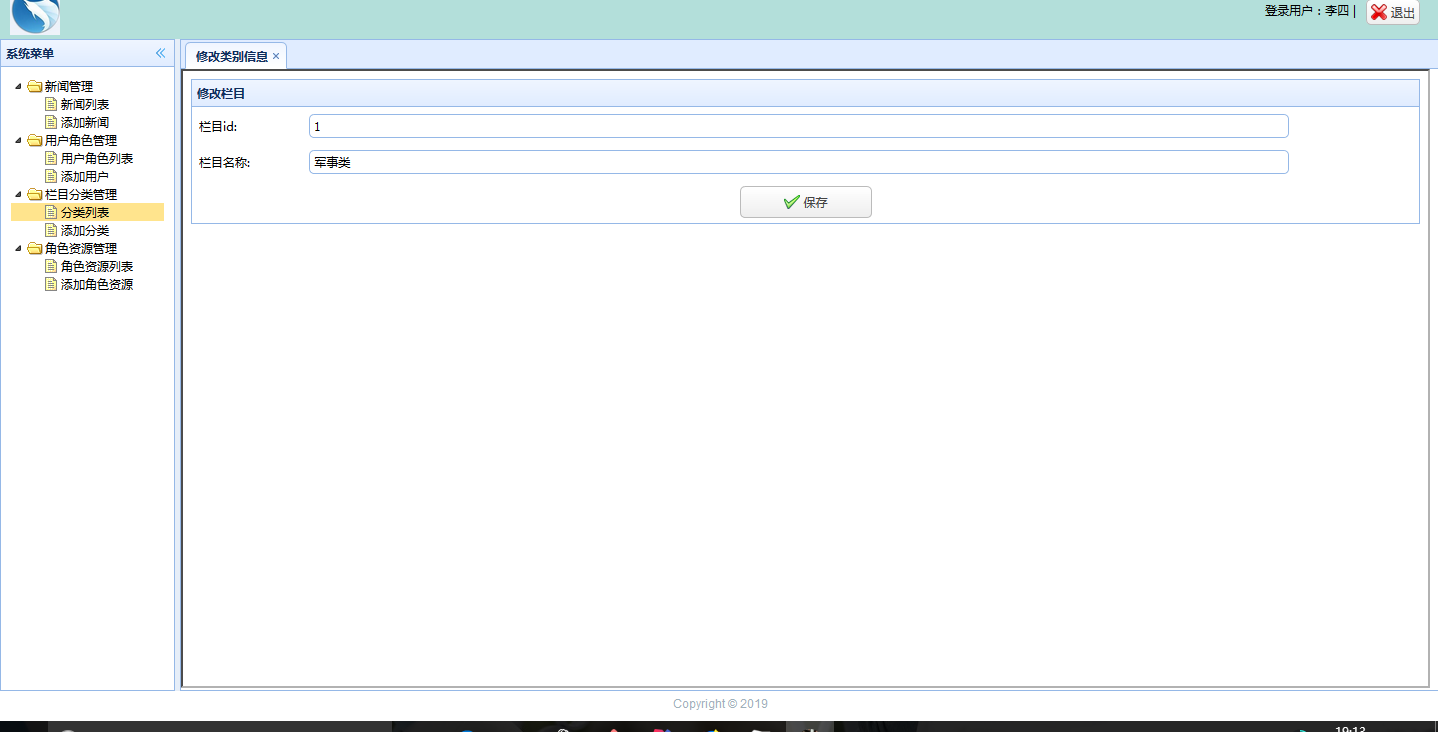 登录用户：李四 |
退出
系统菜单
新闻管理
新闻列表
添加新闻
用户角色管理
用户角色列表
添加用户
栏目分类管理
分类列表
添加分类
角色资源管理
角色资源列表
添加角色资源
修改类别信息
修改栏目
栏目id:
1
栏目名称:
军事类
保存
Copyright © 2019
19:13